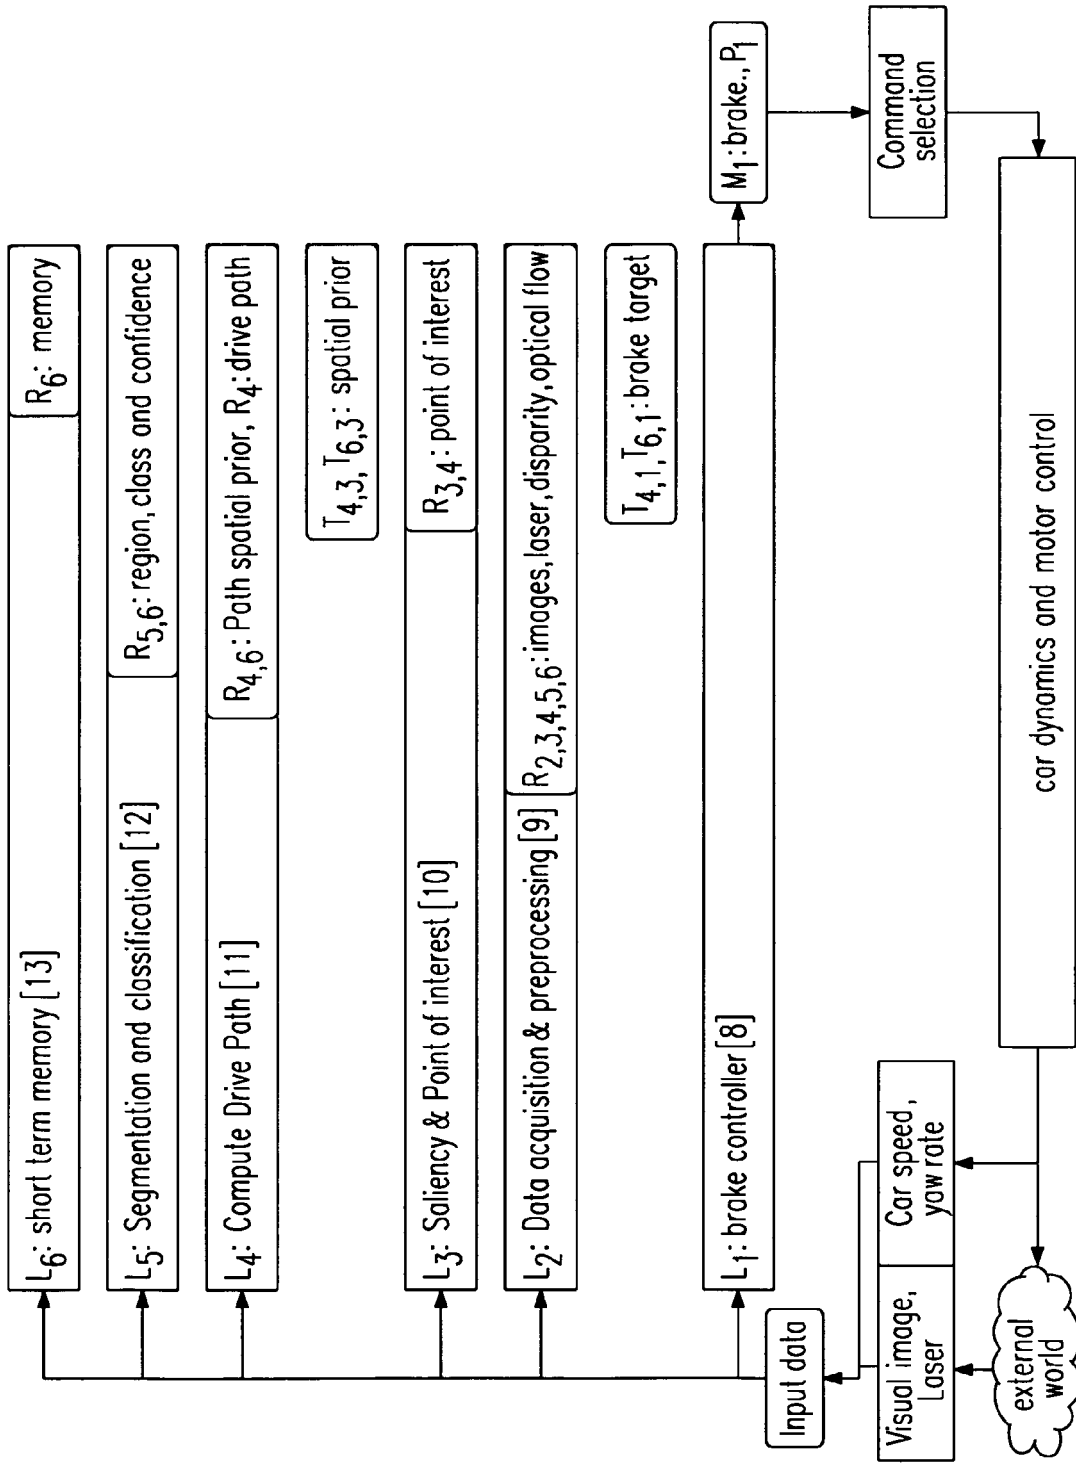 L6: short term memory [13]
R6: memory
L5: Segmentation and classification [12]
R5,6: region, class and confidence
L4: Compute Drive Path [11]
R4,6: Path spatial prior, R4: drive path
T4,3, T6,3: spatial prior
L3: Saliency & Point of interest [10]
R3,4: point of interest
L2: Data acquisition & preprocessing [9]
R2,3,4,5,6: images, laser, disparity, optical flow
T4,1, T6,1: brake target
L1: brake controller [8]
M1: brake., P1
Input data
Command
selection
Visual image,
Laser
Car speed,
yaw rate
external
world
car dynamics and motor control